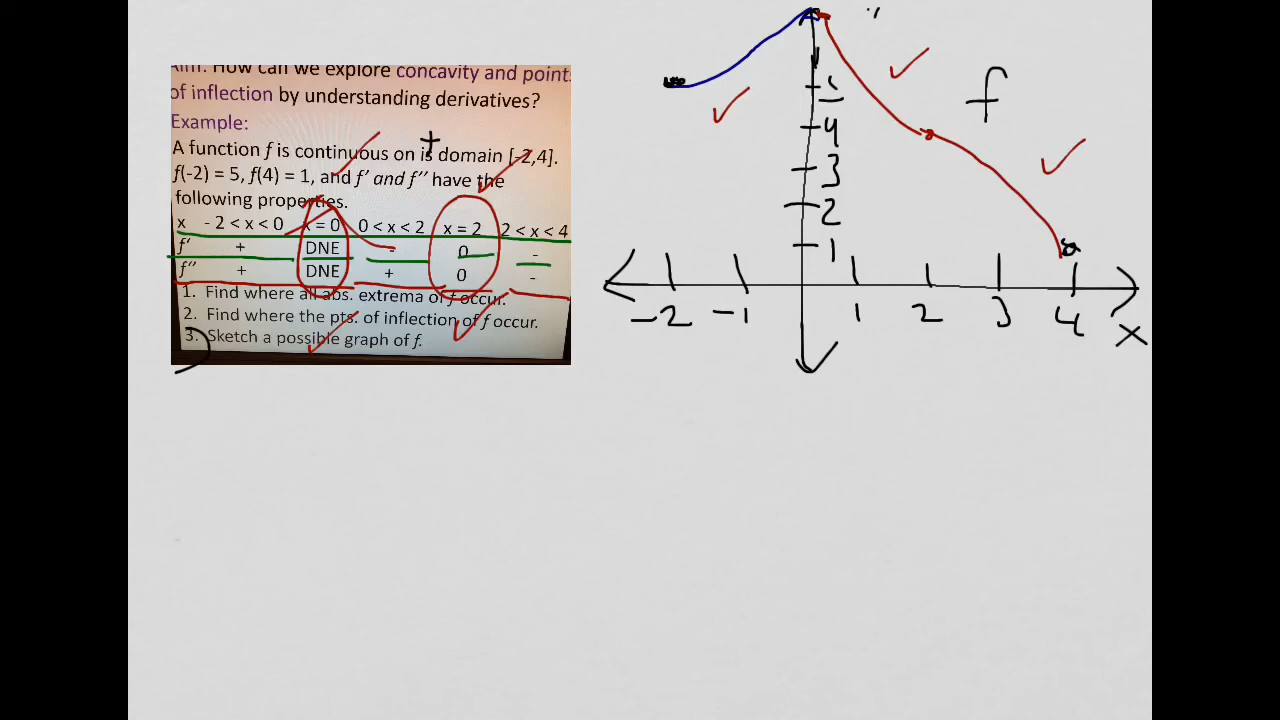 Aim: How can we explore concavity and point
of inflection by understanding derivatives?
Example:
A function f is continuous on is domain [-2,4].
t
f(-2) = 5, f(4) = 1, and f' and f'' have the
following properties.
x - 2 < x < 0 x = 0 0 < x < 2 x = 2 2 < x < 4
f' + DNE - 0 -
f'' + DNE + 0 -
1. Find where all abs. extrema of f occur.
2. Find where the pts. of inflection of f occur.
3. Sketch a possible graph of f.
f
4
3
2
1
-2 -1 1 2 3 4
x